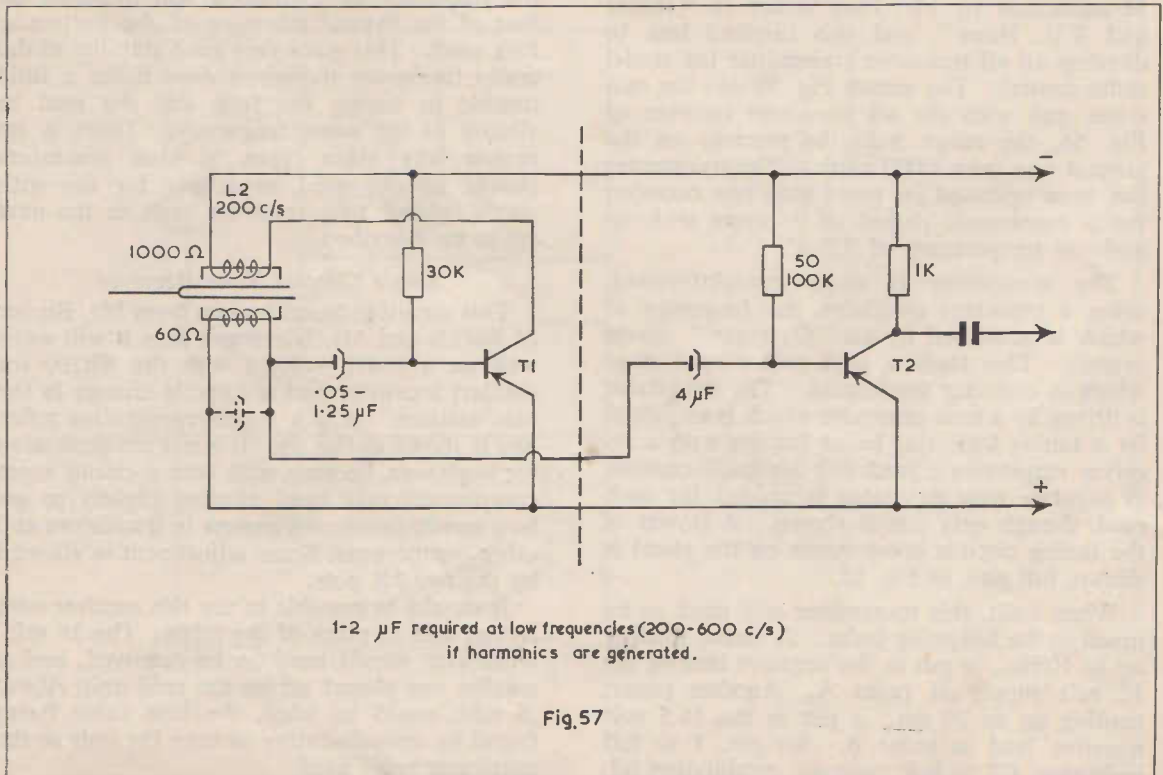 L2
200 c/s
1000 Ω
60 Ω
30K
.05 –
1.25 µF
T1
50
100K
1K
4 µF
T2
–
+
1-2 µF required at low frequencies (200-600 c/s)
if harmonics are generated.
Fig. 57